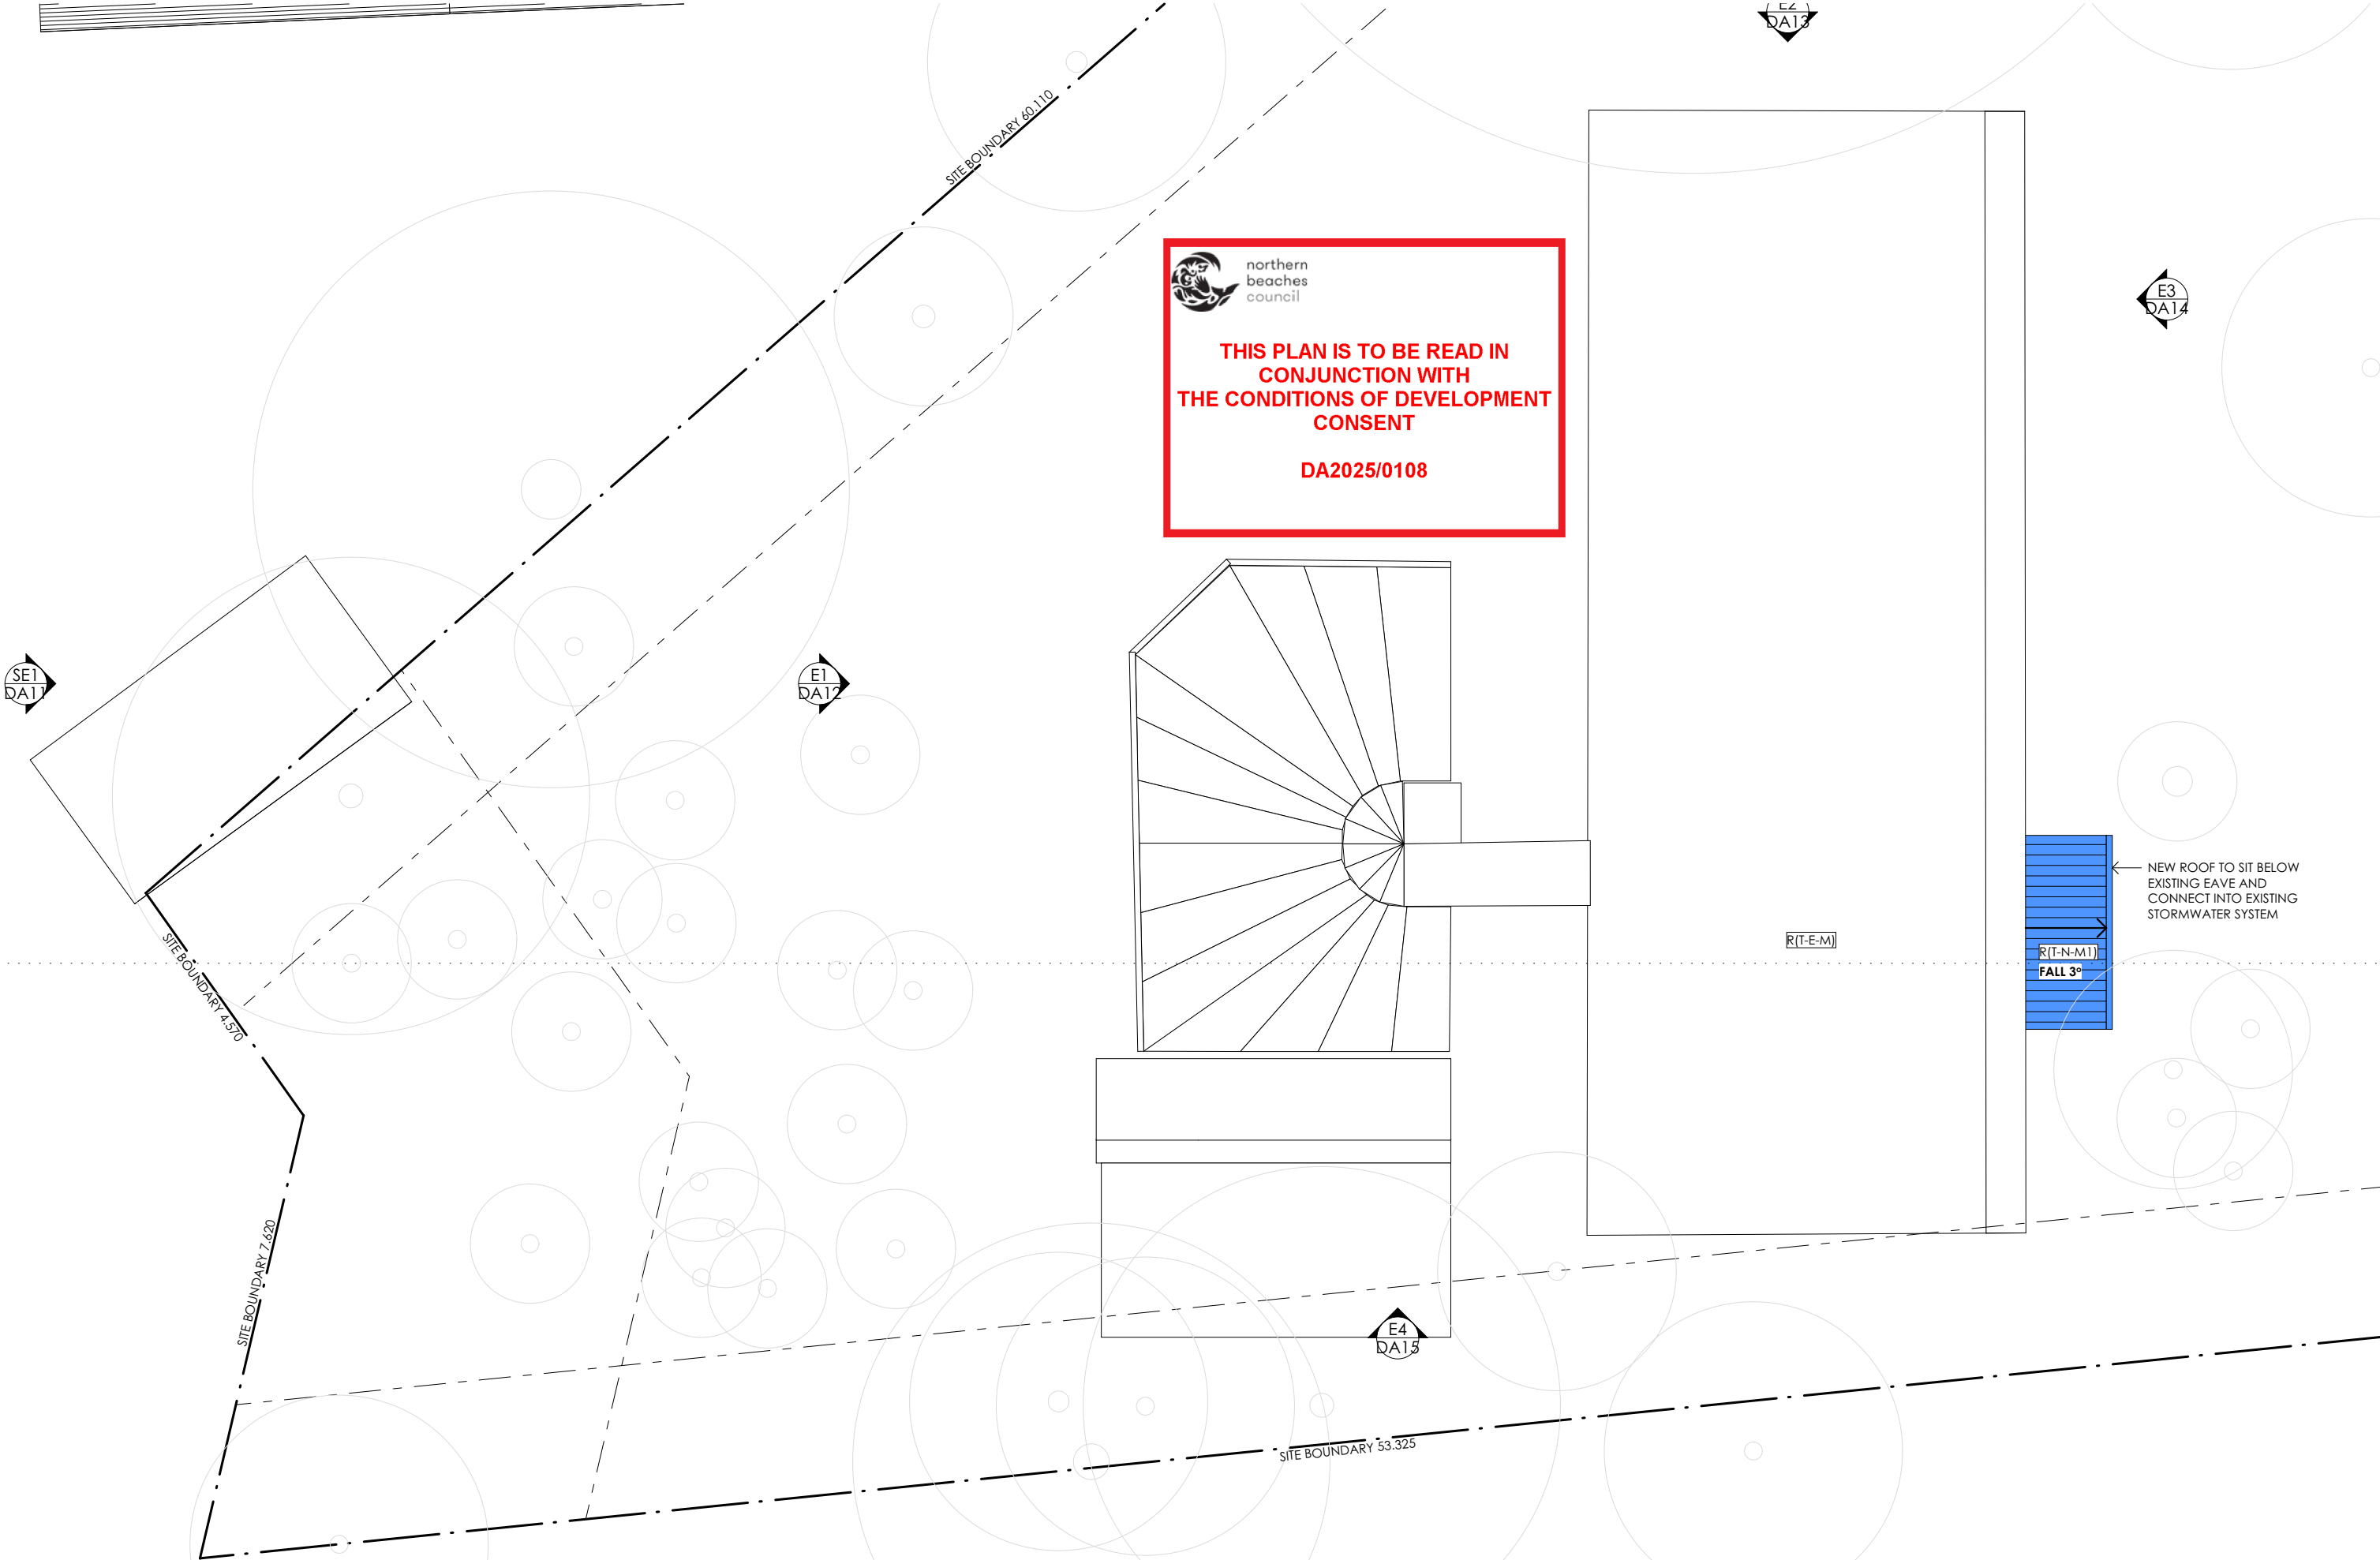 E2
DA13
SITE BOUNDARY 60.110
northern
beaches
council
THIS PLAN IS TO BE READ IN
CONJUNCTION WITH
THE CONDITIONS OF DEVELOPMENT
CONSENT
DA2025/0108
E3
DA14
SE1
DA11
E1
DA12
NEW ROOF TO SIT BELOW
EXISTING EAVE AND
CONNECT INTO EXISTING
STORMWATER SYSTEM
R(T-E-M)
R(T-N-M1)
FALL 3º
SITE BOUNDARY 4.570
SITE BOUNDARY 7.620
E4
DA15
SITE BOUNDARY 53.325